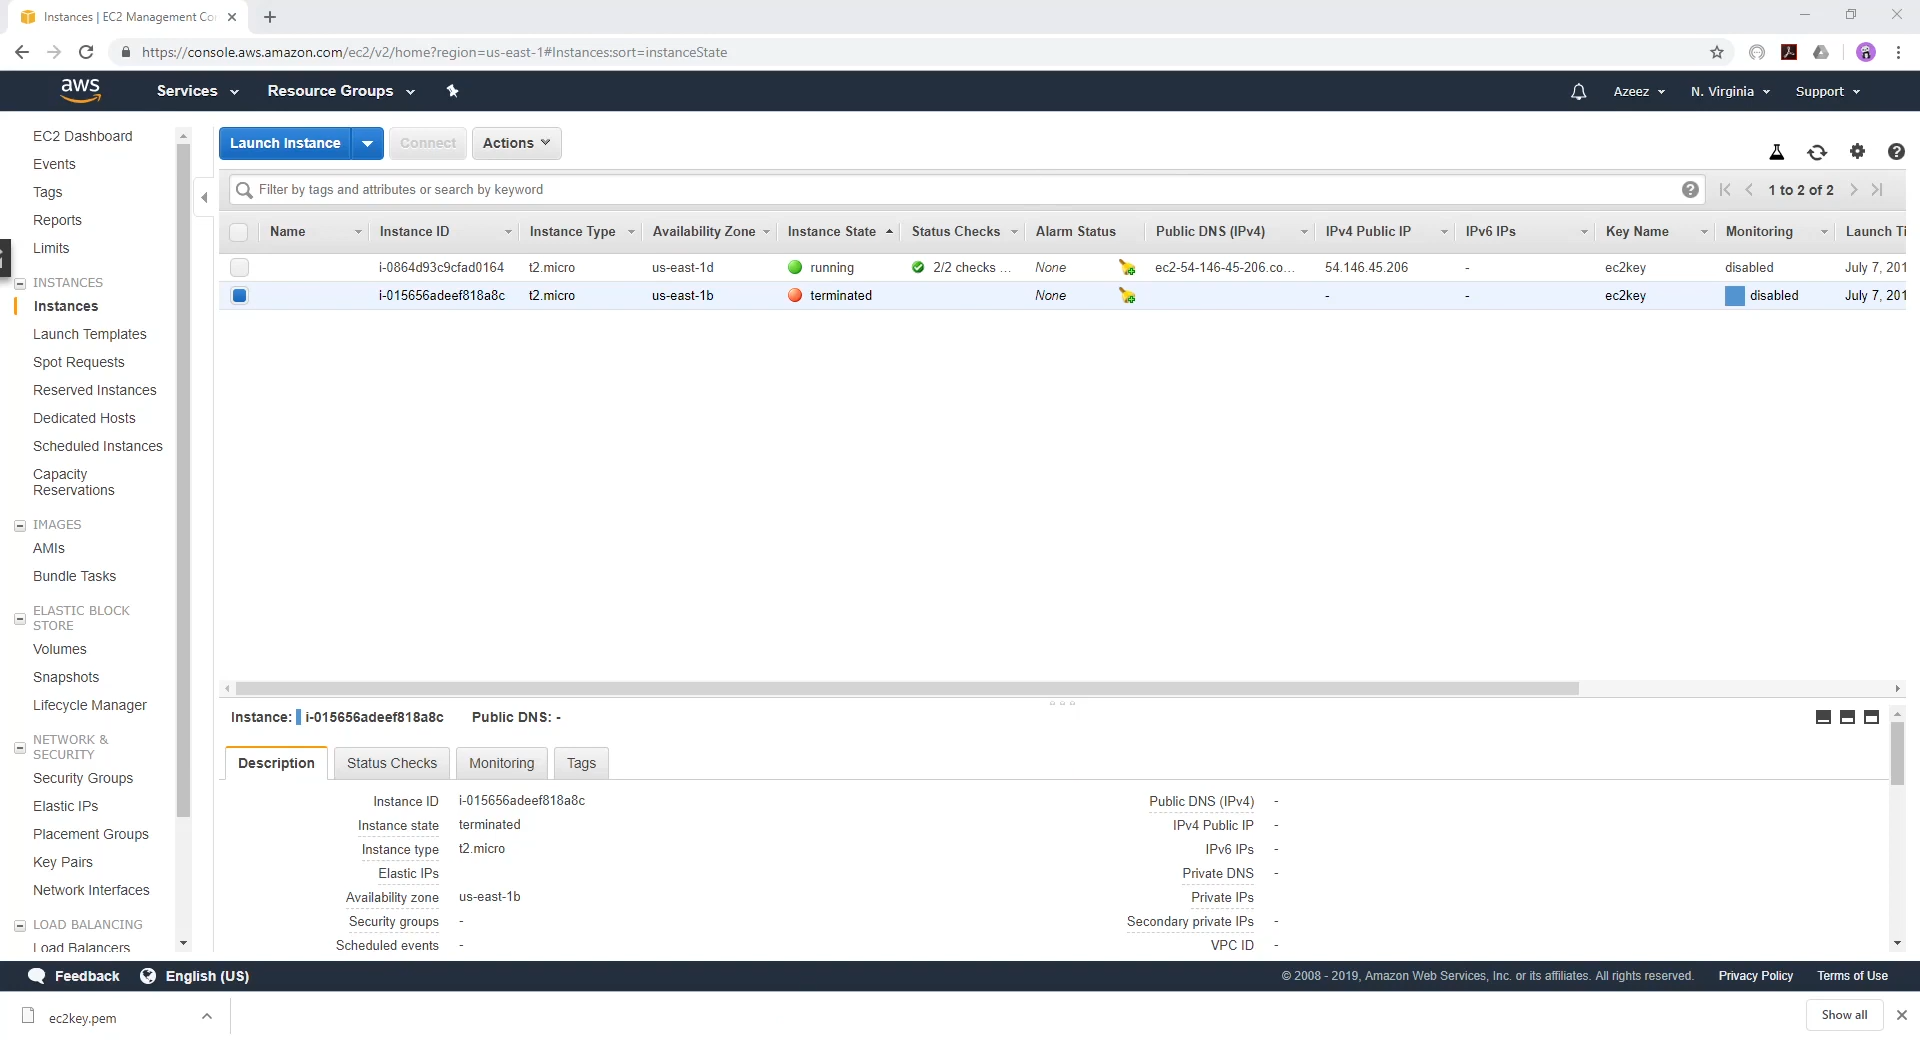 Instances | EC2 Management Co
https://console.aws.amazon.com/ec2/v2/home?region=us-east-1#Instances:sort=instanceState
aws
Services
Resource Groups
Azeez
N. Virginia
Support
EC2 Dashboard
Events
Tags
Reports
Limits
INSTANCES
Instances
Launch Templates
Spot Requests
Reserved Instances
Dedicated Hosts
Scheduled Instances
Capacity
Reservations
IMAGES
AMIs
Bundle Tasks
ELASTIC BLOCK
STORE
Volumes
Snapshots
Lifecycle Manager
NETWORK &
SECURITY
Security Groups
Elastic IPs
Placement Groups
Key Pairs
Network Interfaces
LOAD BALANCING
Load Balancers
Launch Instance
Connect
Actions
Filter by tags and attributes or search by keyword
1 to 2 of 2
Name Instance ID Instance Type Availability Zone Instance State Status Checks Alarm Status Public DNS (IPv4) IPv4 Public IP IPv6 IPs Key Name Monitoring Launch Ti
i-0864d93c9cfad0164 t2.micro us-east-1d running 2/2 checks ... None ec2-54-146-45-206.co... 54.146.45.206 - ec2key disabled July 7, 201
i-015656adeef818a8c t2.micro us-east-1b terminated None - - ec2key disabled July 7, 201
Instance: i-015656adeef818a8c Public DNS: -
Description
Status Checks
Monitoring
Tags
Instance ID i-015656adeef818a8c
Instance state terminated
Instance type t2.micro
Elastic IPs
Availability zone us-east-1b
Security groups -
Scheduled events -
Public DNS (IPv4) -
IPv4 Public IP -
IPv6 IPs -
Private DNS -
Private IPs
Secondary private IPs -
VPC ID -
Feedback
English (US)
© 2008 - 2019, Amazon Web Services, Inc. or its affiliates. All rights reserved.
Privacy Policy
Terms of Use
ec2key.pem
Show all